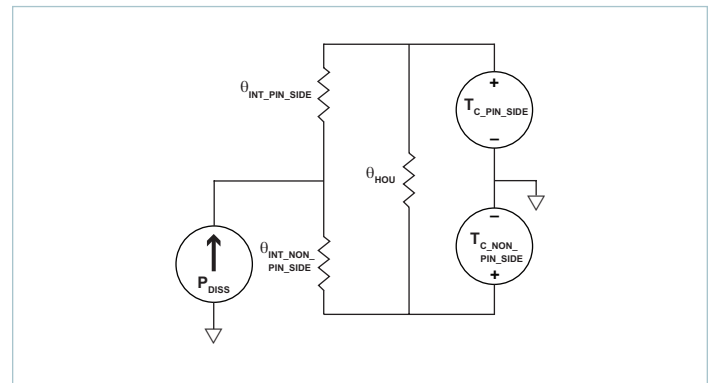 θINT_PIN_SIDE
+
TC_PIN_SIDE
–
θHOU
–
θINT_NON_
PIN_SIDE
TC_NON_
PIN_SIDE
+
PDISS